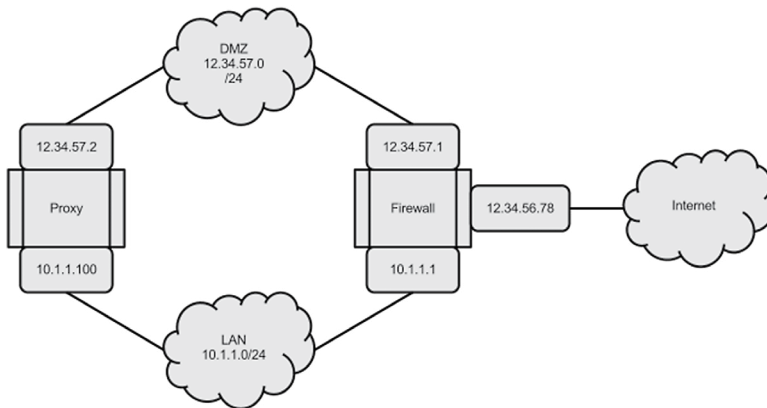 DMZ
12.34.57.0
/24
12.34.57.2
12.34.57.1
Proxy
Firewall
12.34.56.78
Internet
10.1.1.100
10.1.1.1
LAN
10.1.1.0/24